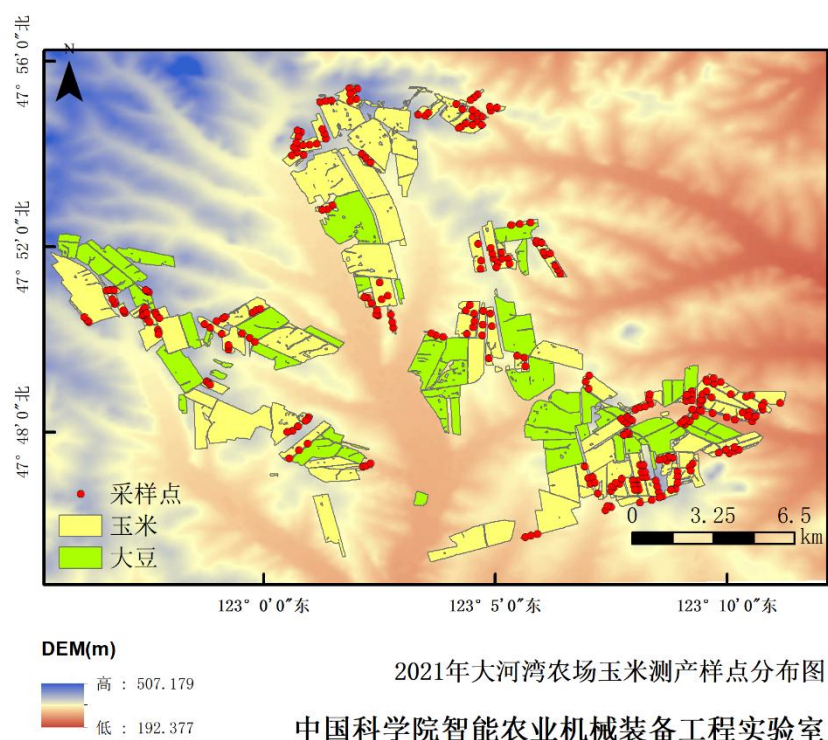 N
47° 56′0″北
47° 52′0″北
47° 48′0″北
采样点
玉米
大豆
0 3.25 6.5
km
123° 0′0″东
123° 5′0″东
123° 10′0″东
DEM(m)
高 : 507.179
低 : 192.377
2021年大河湾农场玉米测产样点分布图
中国科学院智能农业机械装备工程实验室